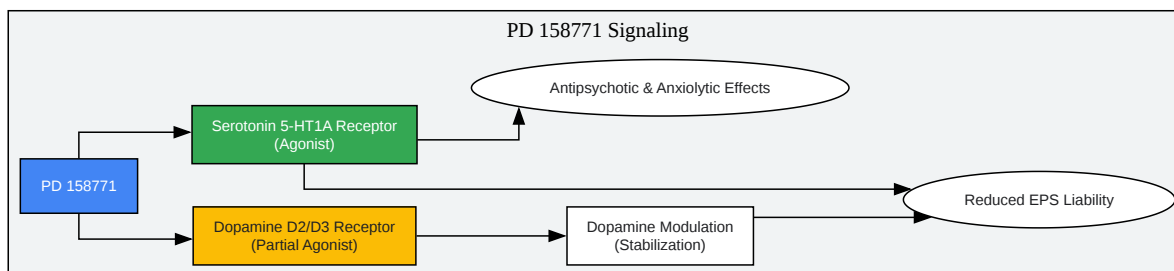 PD 158771 Signaling
Antipsychotic & Anxiolytic Effects
Serotonin 5-HT1A Receptor
(Agonist)
PD 158771
Reduced EPS Liability
Dopamine D2/D3 Receptor
(Partial Agonist)
Dopamine Modulation
(Stabilization)